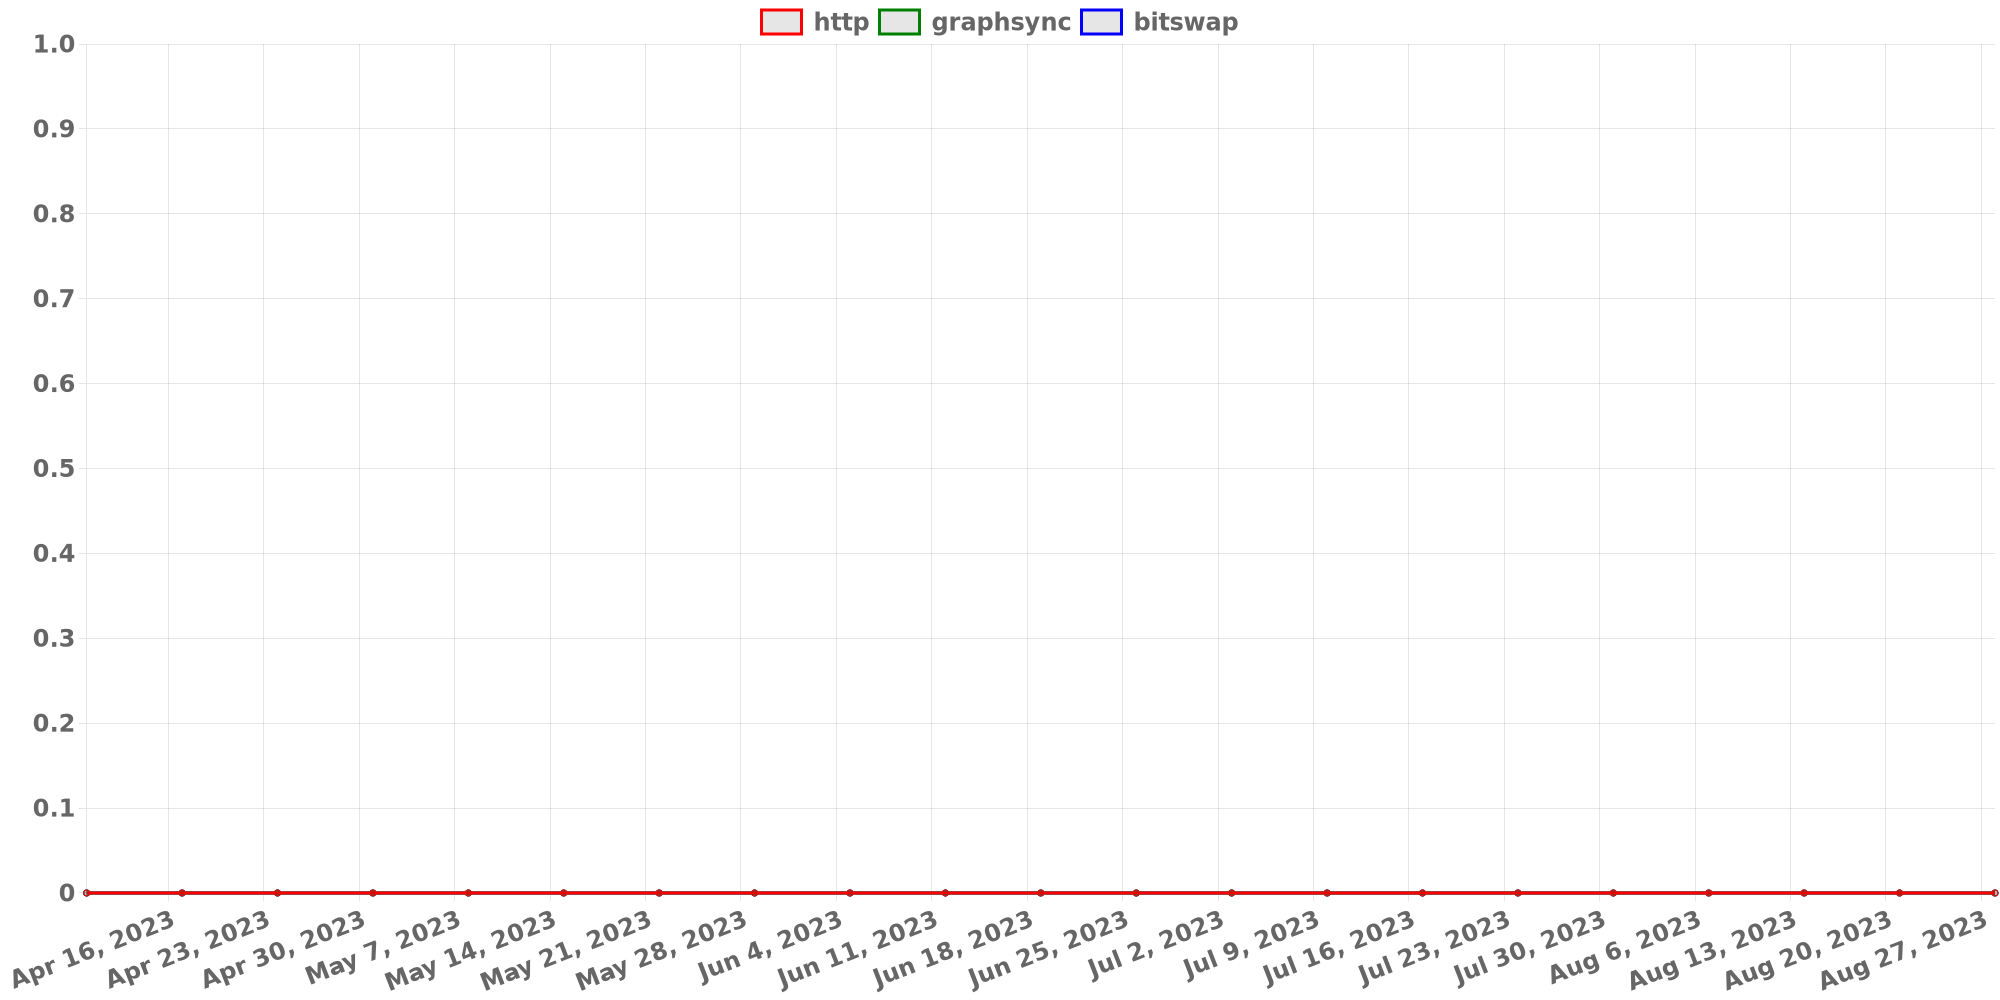 http graphsync bitswap
1.0
0.9
0.8
0.7
0.6
0.5
0.4
0.3
0.2
0.1
0
Apr 16, 2023
Apr 23, 2023
Apr 30, 2023
May 7, 2023
May 14, 2023
May 21, 2023
May 28, 2023
Jun 4, 2023
Jun 11, 2023
Jun 18, 2023
Jun 25, 2023
Jul 2, 2023
Jul 9, 2023
Jul 16, 2023
Jul 23, 2023
Jul 30, 2023
Aug 6, 2023
Aug 13, 2023
Aug 20, 2023
Aug 27, 2023